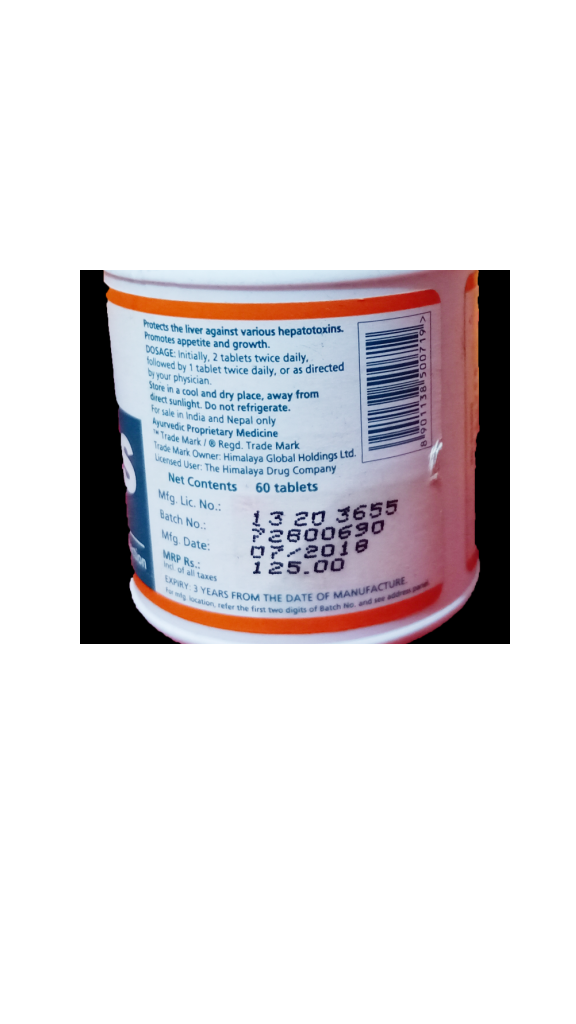 Protects the liver against various hepatotoxins.
Promotes appetite and growth.
DOSAGE: Initially, 2 tablets twice daily,
followed by 1 tablet twice daily, or as directed
by your physician.
Store in a cool and dry place, away from
direct sunlight. Do not refrigerate.
For sale in India and Nepal only
Ayurvedic Proprietary Medicine
™ Trade Mark / ® Regd. Trade Mark
Trade Mark Owner: Himalaya Global Holdings Ltd.
Licensed User: The Himalaya Drug Company
Net Contents 60 tablets
Mfg. Lic. No.: 13 20 3655
Batch No.: 72800690
Mfg. Date: 07/2018
MRP Rs.: 125.00
Incl. of all taxes
EXPIRY: 3 YEARS FROM THE DATE OF MANUFACTURE.
For mfg. location, refer the first two digits of Batch No. and see address panel
8901138500719>
S